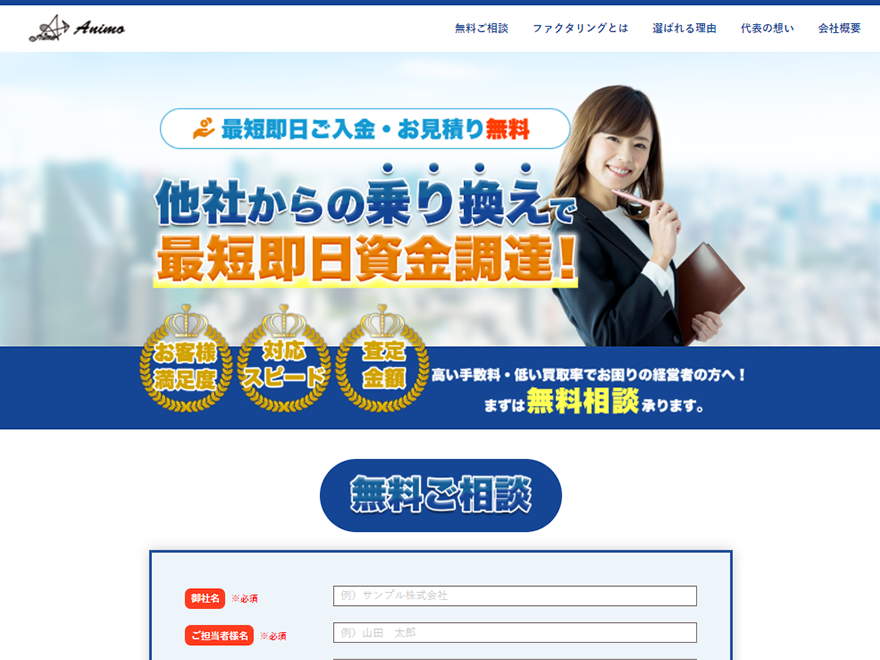 Animo
無料ご相談 ファクタリングとは 選ばれる理由 代表の想い 会社概要
最短即日ご入金・お見積り無料
他社からの乗り換えで
最短即日資金調達！
お客様
満足度
対応
スピード
査定
金額
高い手数料・低い買取率でお困りの経営者の方へ！
まずは無料相談承ります。
無料ご相談
御社名 ※必須 例）サンプル株式会社
ご担当者様名 ※必須 例）山田　太郎